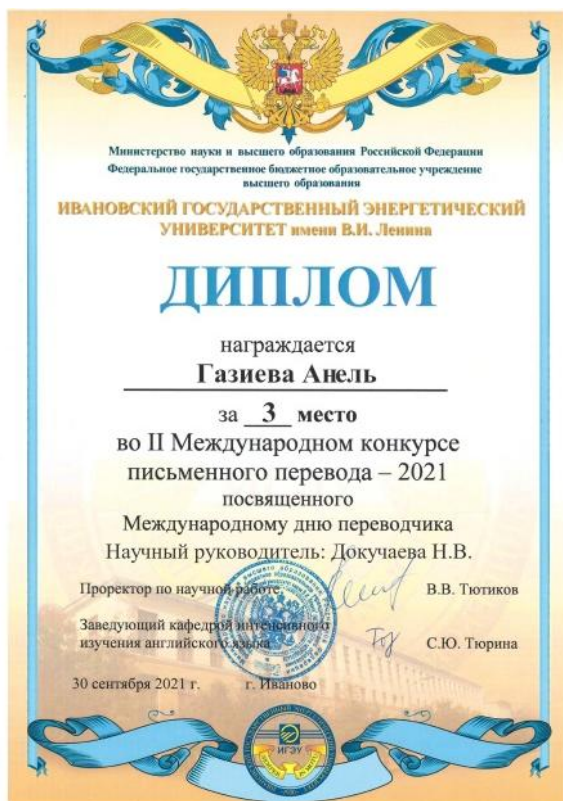 Министерство науки и высшего образования Российской Федерации
Федеральное государственное бюджетное образовательное учреждение
высшего образования
ИВАНОВСКИЙ ГОСУДАРСТВЕННЫЙ ЭНЕРГЕТИЧЕСКИЙ
УНИВЕРСИТЕТ имени В.И. Ленина
ДИПЛОМ
награждается
Газиева Анель
за 3 место
во II Международном конкурсе
письменного перевода – 2021
посвященного
Международному дню переводчика
Научный руководитель: Докучаева Н.В.
Проректор по научной работе В.В. Тютиков
Заведующий кафедрой интенсивного
изучения английского языка С.Ю. Тюрина
30 сентября 2021 г. г. Иваново
ИГЭУ